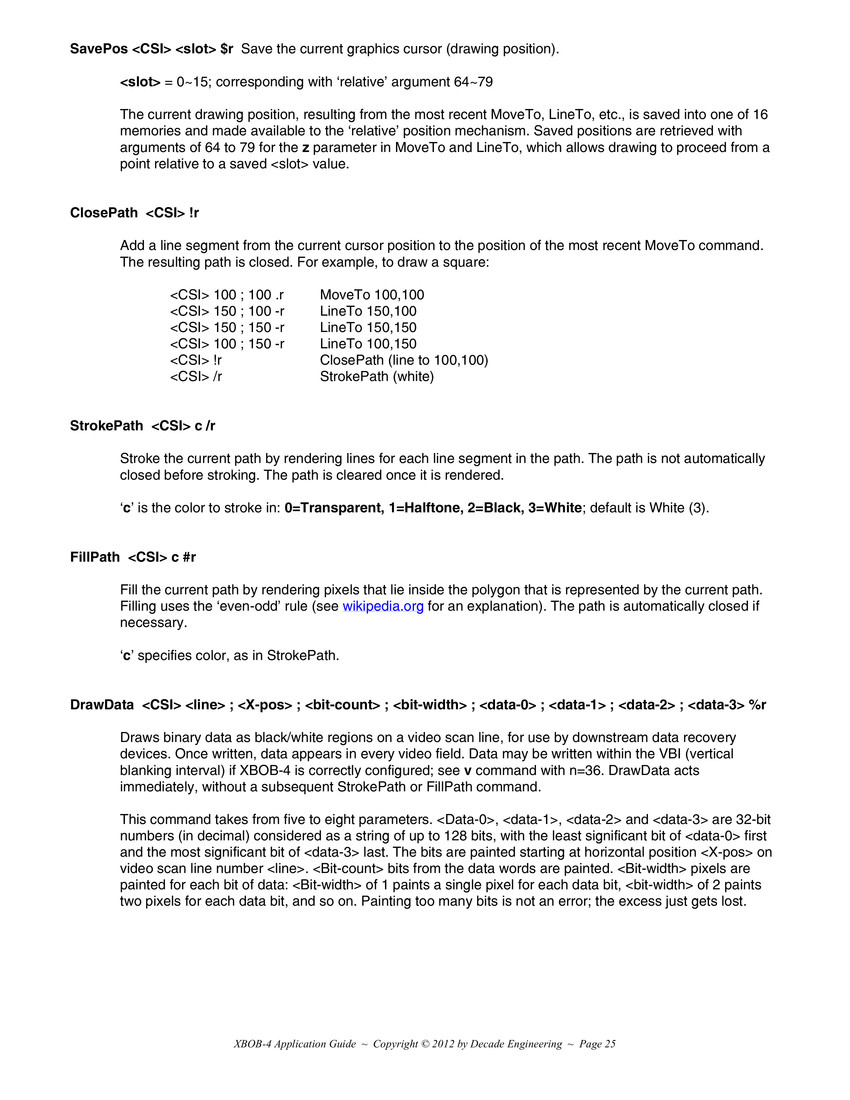 SavePos <CSI> <slot> $r  Save the current graphics cursor (drawing position).
<slot> = 0~15; corresponding with ‘relative’ argument 64~79
The current drawing position, resulting from the most recent MoveTo, LineTo, etc., is saved into one of 16
memories and made available to the ‘relative’ position mechanism. Saved positions are retrieved with
arguments of 64 to 79 for the z parameter in MoveTo and LineTo, which allows drawing to proceed from a
point relative to a saved <slot> value.
ClosePath  <CSI> !r
Add a line segment from the current cursor position to the position of the most recent MoveTo command.
The resulting path is closed. For example, to draw a square:
<CSI> 100 ; 100 .r  MoveTo 100,100
<CSI> 150 ; 100 -r  LineTo 150,100
<CSI> 150 ; 150 -r  LineTo 150,150
<CSI> 100 ; 150 -r  LineTo 100,150
<CSI> !r  ClosePath (line to 100,100)
<CSI> /r  StrokePath (white)
StrokePath  <CSI> c /r
Stroke the current path by rendering lines for each line segment in the path. The path is not automatically
closed before stroking. The path is cleared once it is rendered.
‘c’ is the color to stroke in: 0=Transparent, 1=Halftone, 2=Black, 3=White; default is White (3).
FillPath  <CSI> c #r
Fill the current path by rendering pixels that lie inside the polygon that is represented by the current path.
Filling uses the ‘even-odd’ rule (see wikipedia.org for an explanation). The path is automatically closed if
necessary.
‘c’ specifies color, as in StrokePath.
DrawData  <CSI> <line> ; <X-pos> ; <bit-count> ; <bit-width> ; <data-0> ; <data-1> ; <data-2> ; <data-3> %r
Draws binary data as black/white regions on a video scan line, for use by downstream data recovery
devices. Once written, data appears in every video field. Data may be written within the VBI (vertical
blanking interval) if XBOB-4 is correctly configured; see v command with n=36. DrawData acts
immediately, without a subsequent StrokePath or FillPath command.
This command takes from five to eight parameters. <Data-0>, <data-1>, <data-2> and <data-3> are 32-bit
numbers (in decimal) considered as a string of up to 128 bits, with the least significant bit of <data-0> first
and the most significant bit of <data-3> last. The bits are painted starting at horizontal position <X-pos> on
video scan line number <line>. <Bit-count> bits from the data words are painted. <Bit-width> pixels are
painted for each bit of data: <Bit-width> of 1 paints a single pixel for each data bit, <bit-width> of 2 paints
two pixels for each data bit, and so on. Painting too many bits is not an error; the excess just gets lost.
XBOB-4 Application Guide  ~  Copyright © 2012 by Decade Engineering  ~  Page 25